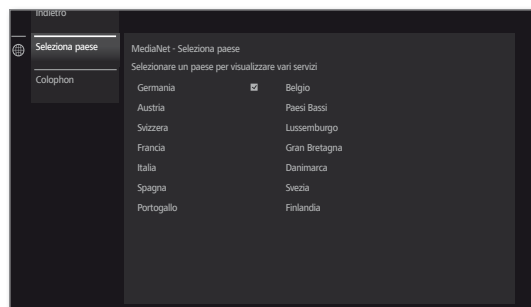 Indietro
Seleziona paese
Colophon
MediaNet - Seleziona paese
Selezionare un paese per visualizzare vari servizi
Germania
Belgio
Austria
Paesi Bassi
Svizzera
Lussemburgo
Francia
Gran Bretagna
Italia
Danimarca
Spagna
Svezia
Portogallo
Finlandia